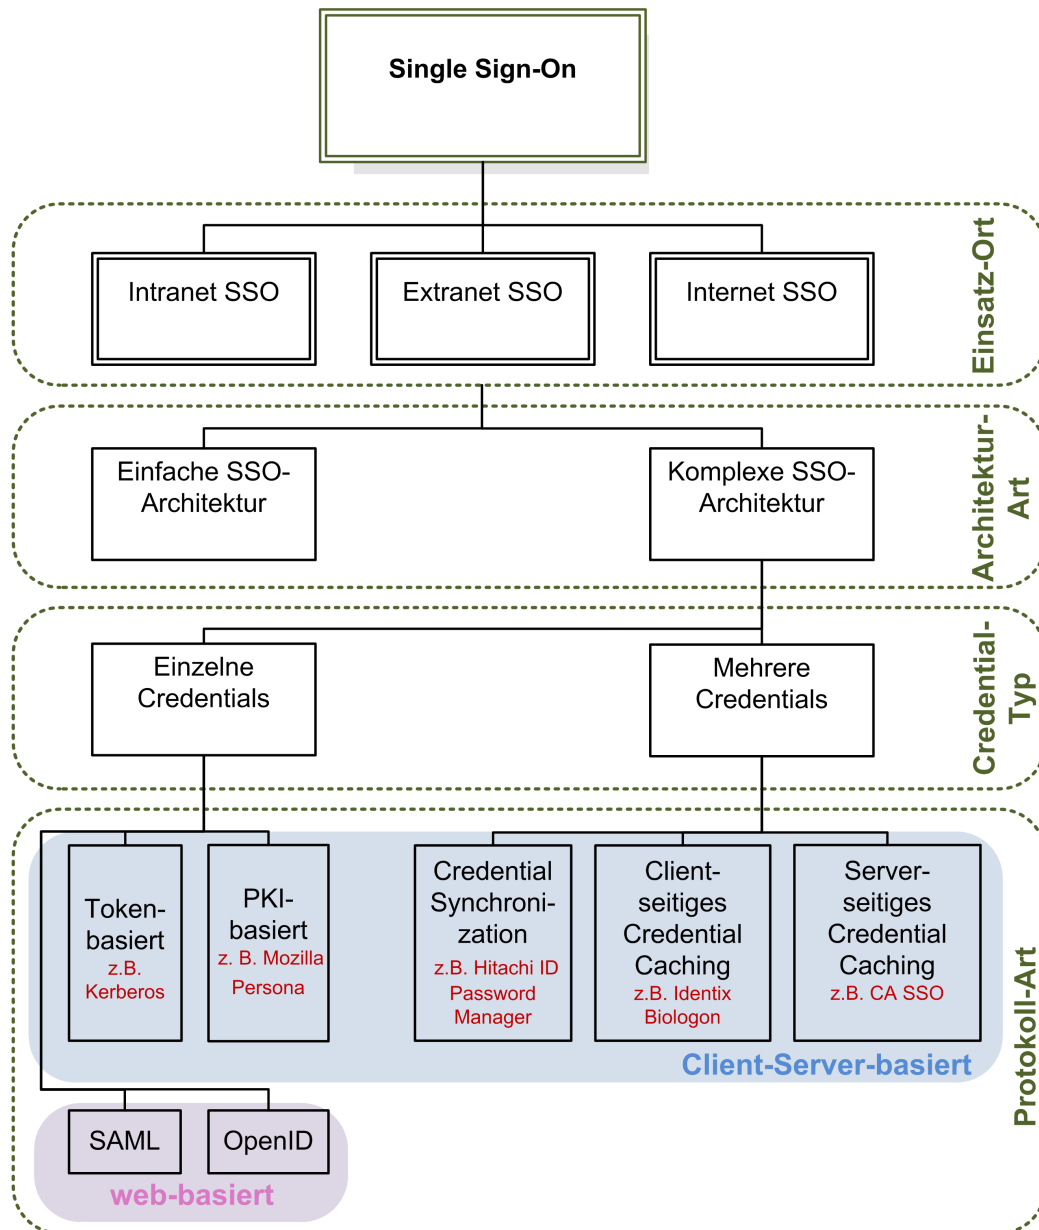 Single Sign-On
Einsatz-Ort
Intranet SSO
Extranet SSO
Internet SSO
Architektur-
Art
Einfache SSO-
Architektur
Komplexe SSO-
Architektur
Credential-
Typ
Einzelne
Credentials
Mehrere
Credentials
Protokoll-Art
Token-
basiert
z.B.
Kerberos
PKI-
basiert
z. B. Mozilla
Persona
Credential
Synchroni-
zation
z.B. Hitachi ID
Password
Manager
Client-
seitiges
Credential
Caching
z.B. Identix
Biologon
Server-
seitiges
Credential
Caching
z.B. CA SSO
Client-Server-basiert
SAML
OpenID
web-basiert